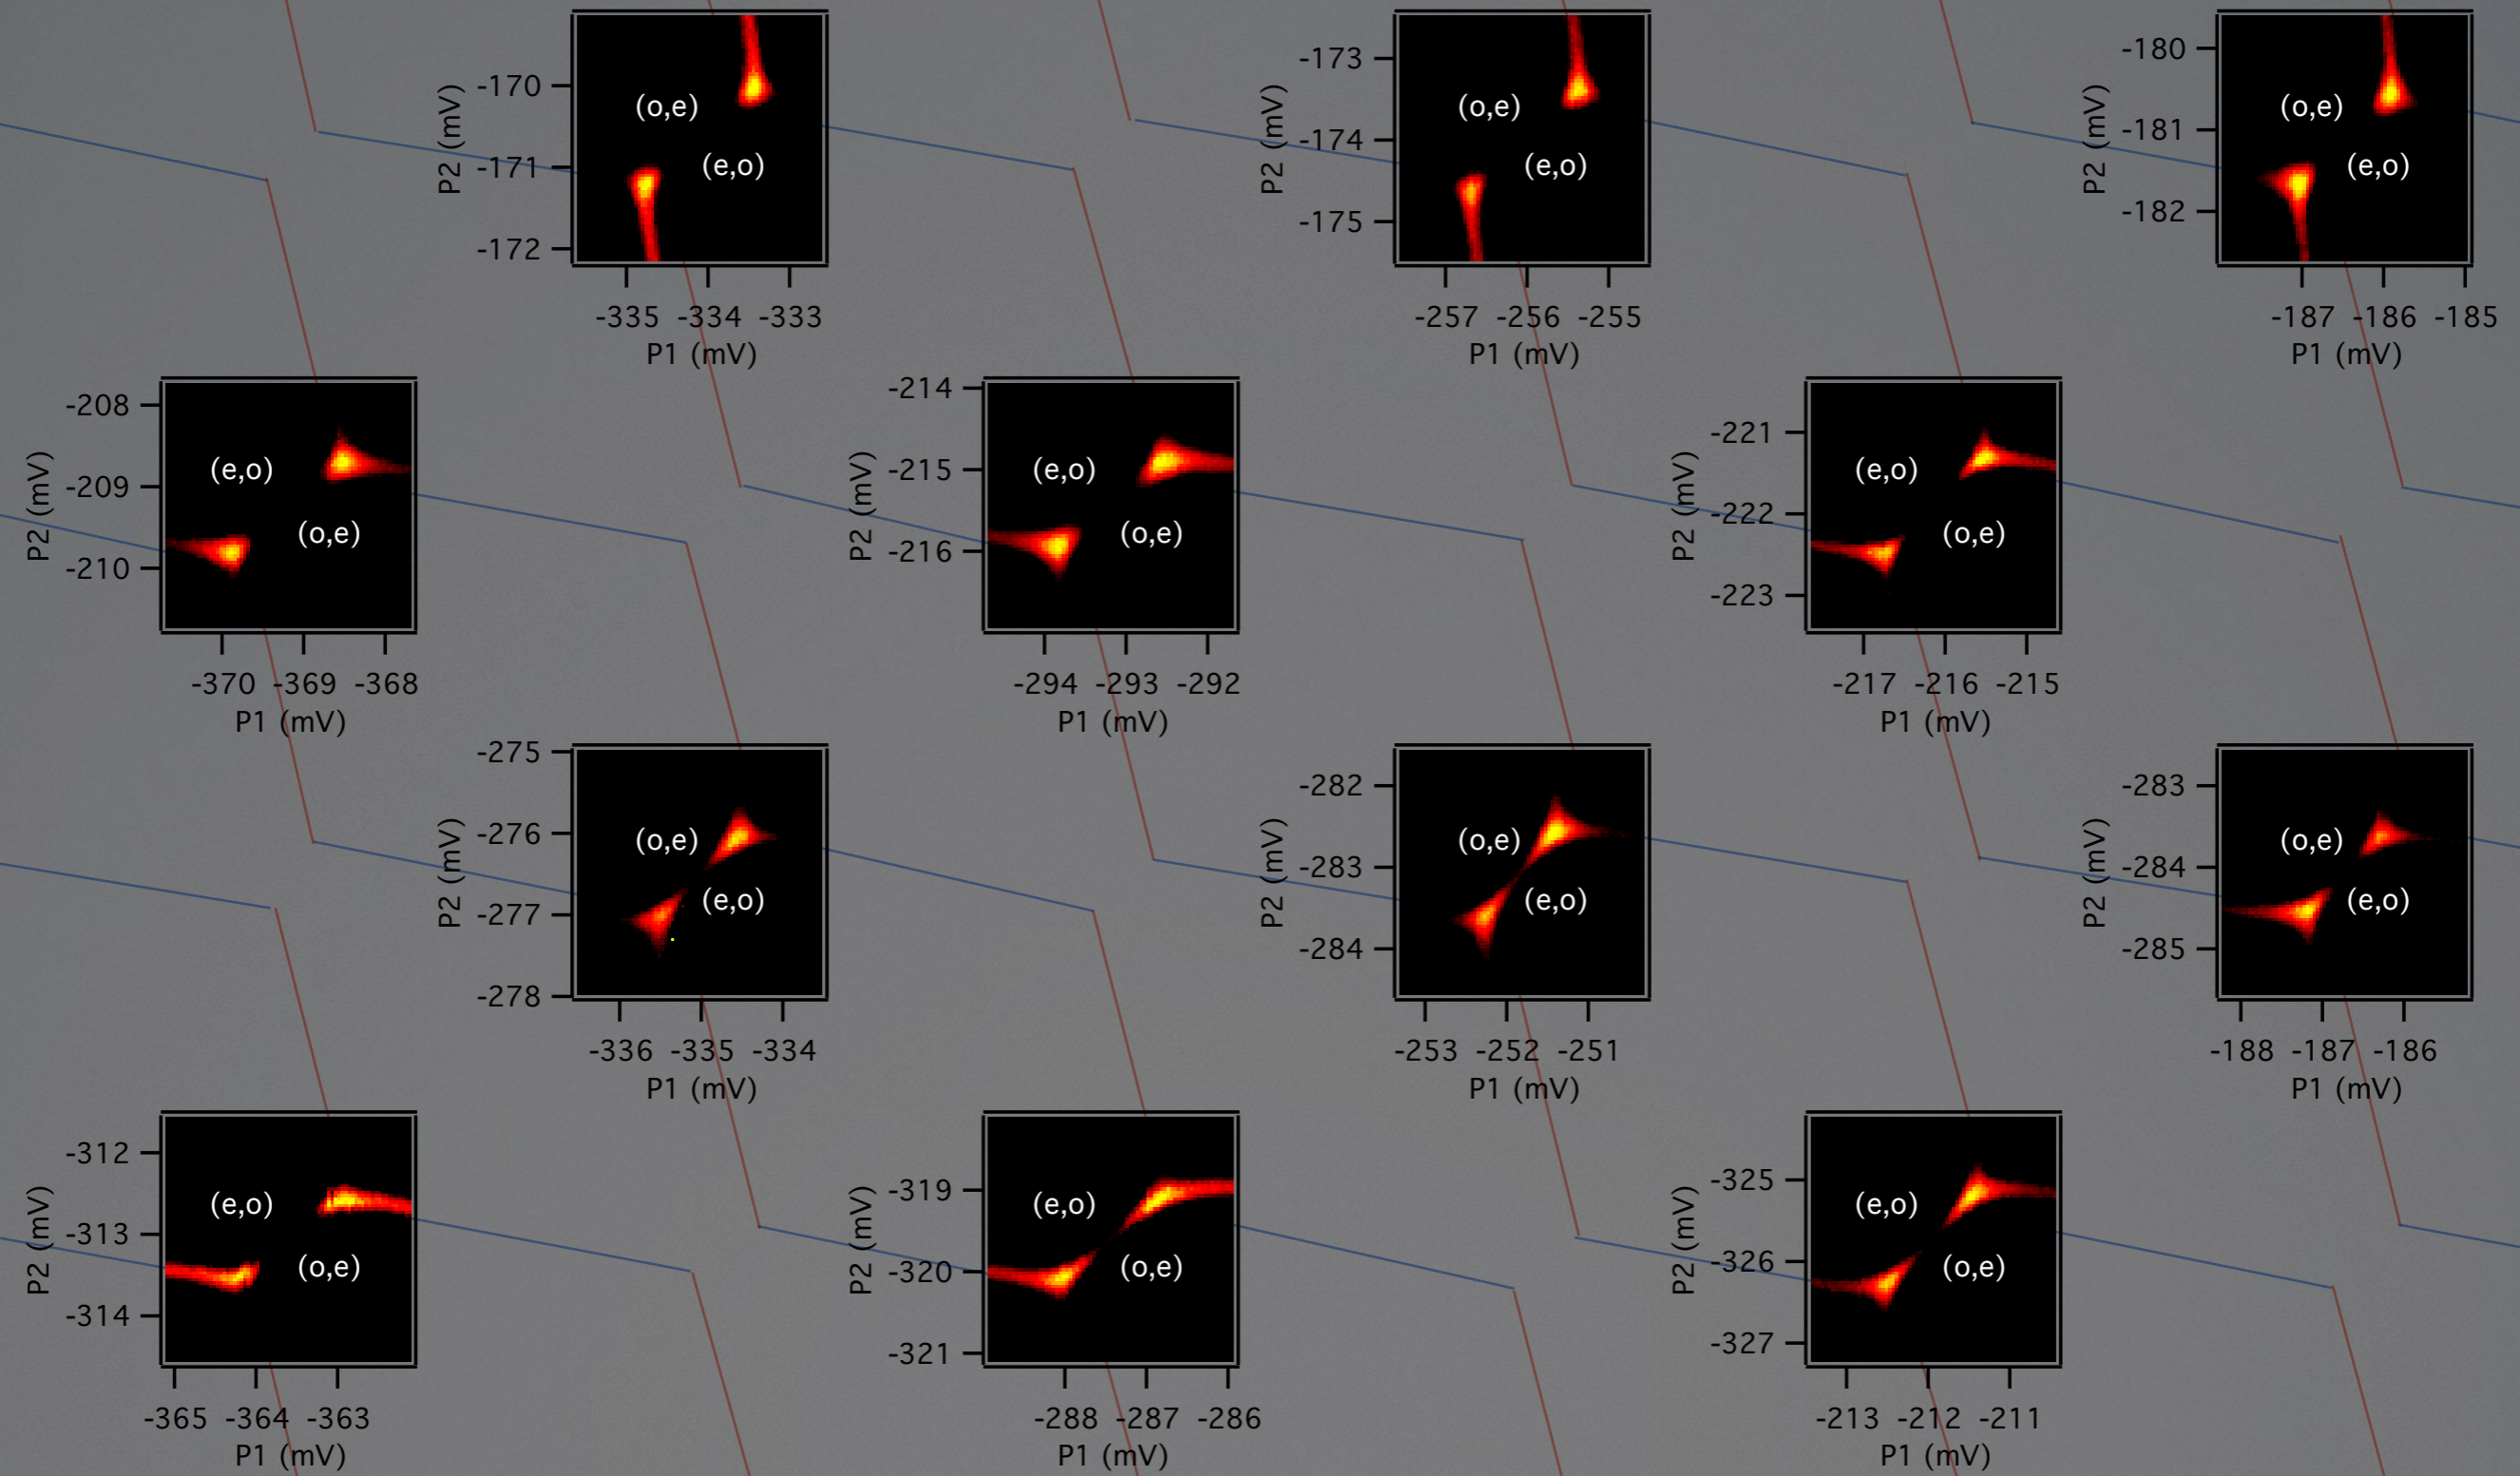 -170
-171
-172
P2 (mV)
(o,e)
(e,o)
-335 -334 -333
P1 (mV)
-173
-174
-175
P2 (mV)
(o,e)
(e,o)
-257 -256 -255
P1 (mV)
-180
-181
-182
P2 (mV)
(o,e)
(e,o)
-187 -186 -185
P1 (mV)
-208
-209
-210
P2 (mV)
(e,o)
(o,e)
-370 -369 -368
P1 (mV)
-214
-215
-216
P2 (mV)
(e,o)
(o,e)
-294 -293 -292
P1 (mV)
-221
-222
-223
P2 (mV)
(e,o)
(o,e)
-217 -216 -215
P1 (mV)
-275
-276
-277
-278
P2 (mV)
(o,e)
(e,o)
-336 -335 -334
P1 (mV)
-282
-283
-284
P2 (mV)
(o,e)
(e,o)
-253 -252 -251
P1 (mV)
-283
-284
-285
P2 (mV)
(o,e)
(e,o)
-188 -187 -186
P1 (mV)
-312
-313
-314
P2 (mV)
(e,o)
(o,e)
-365 -364 -363
P1 (mV)
-319
-320
-321
P2 (mV)
(e,o)
(o,e)
-288 -287 -286
P1 (mV)
-325
-326
-327
P2 (mV)
(e,o)
(o,e)
-213 -212 -211
P1 (mV)